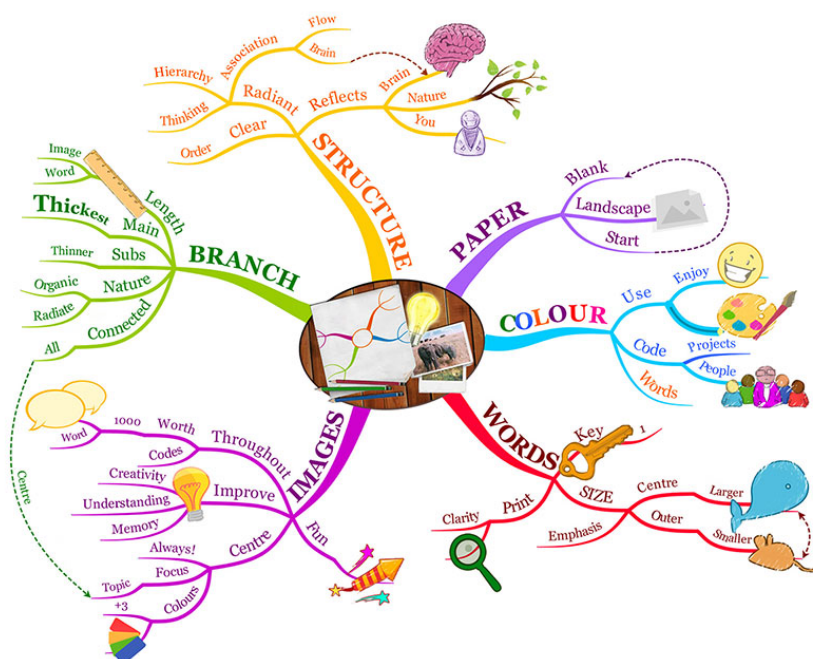 STRUCTURE
Clear
Order
Radiant
Thinking
Hierarchy
Association
Flow
Brain
Reflects
Brain
Nature
You
PAPER
Blank
Landscape
Start
COLOUR
Use
Enjoy
Code
Projects
People
Words
WORDS
Key
1
SIZE
Centre
Larger
Outer
Smaller
Emphasis
Print
Clarity
IMAGES
Fun
Throughout
Worth
1000
Word
Codes
Improve
Creativity
Understanding
Memory
Centre
Always!
Focus
Topic
Colours
+3
BRANCH
Length
Image
Word
Main
Thickest
Subs
Thinner
Nature
Organic
Radiate
Connected
All
Centre